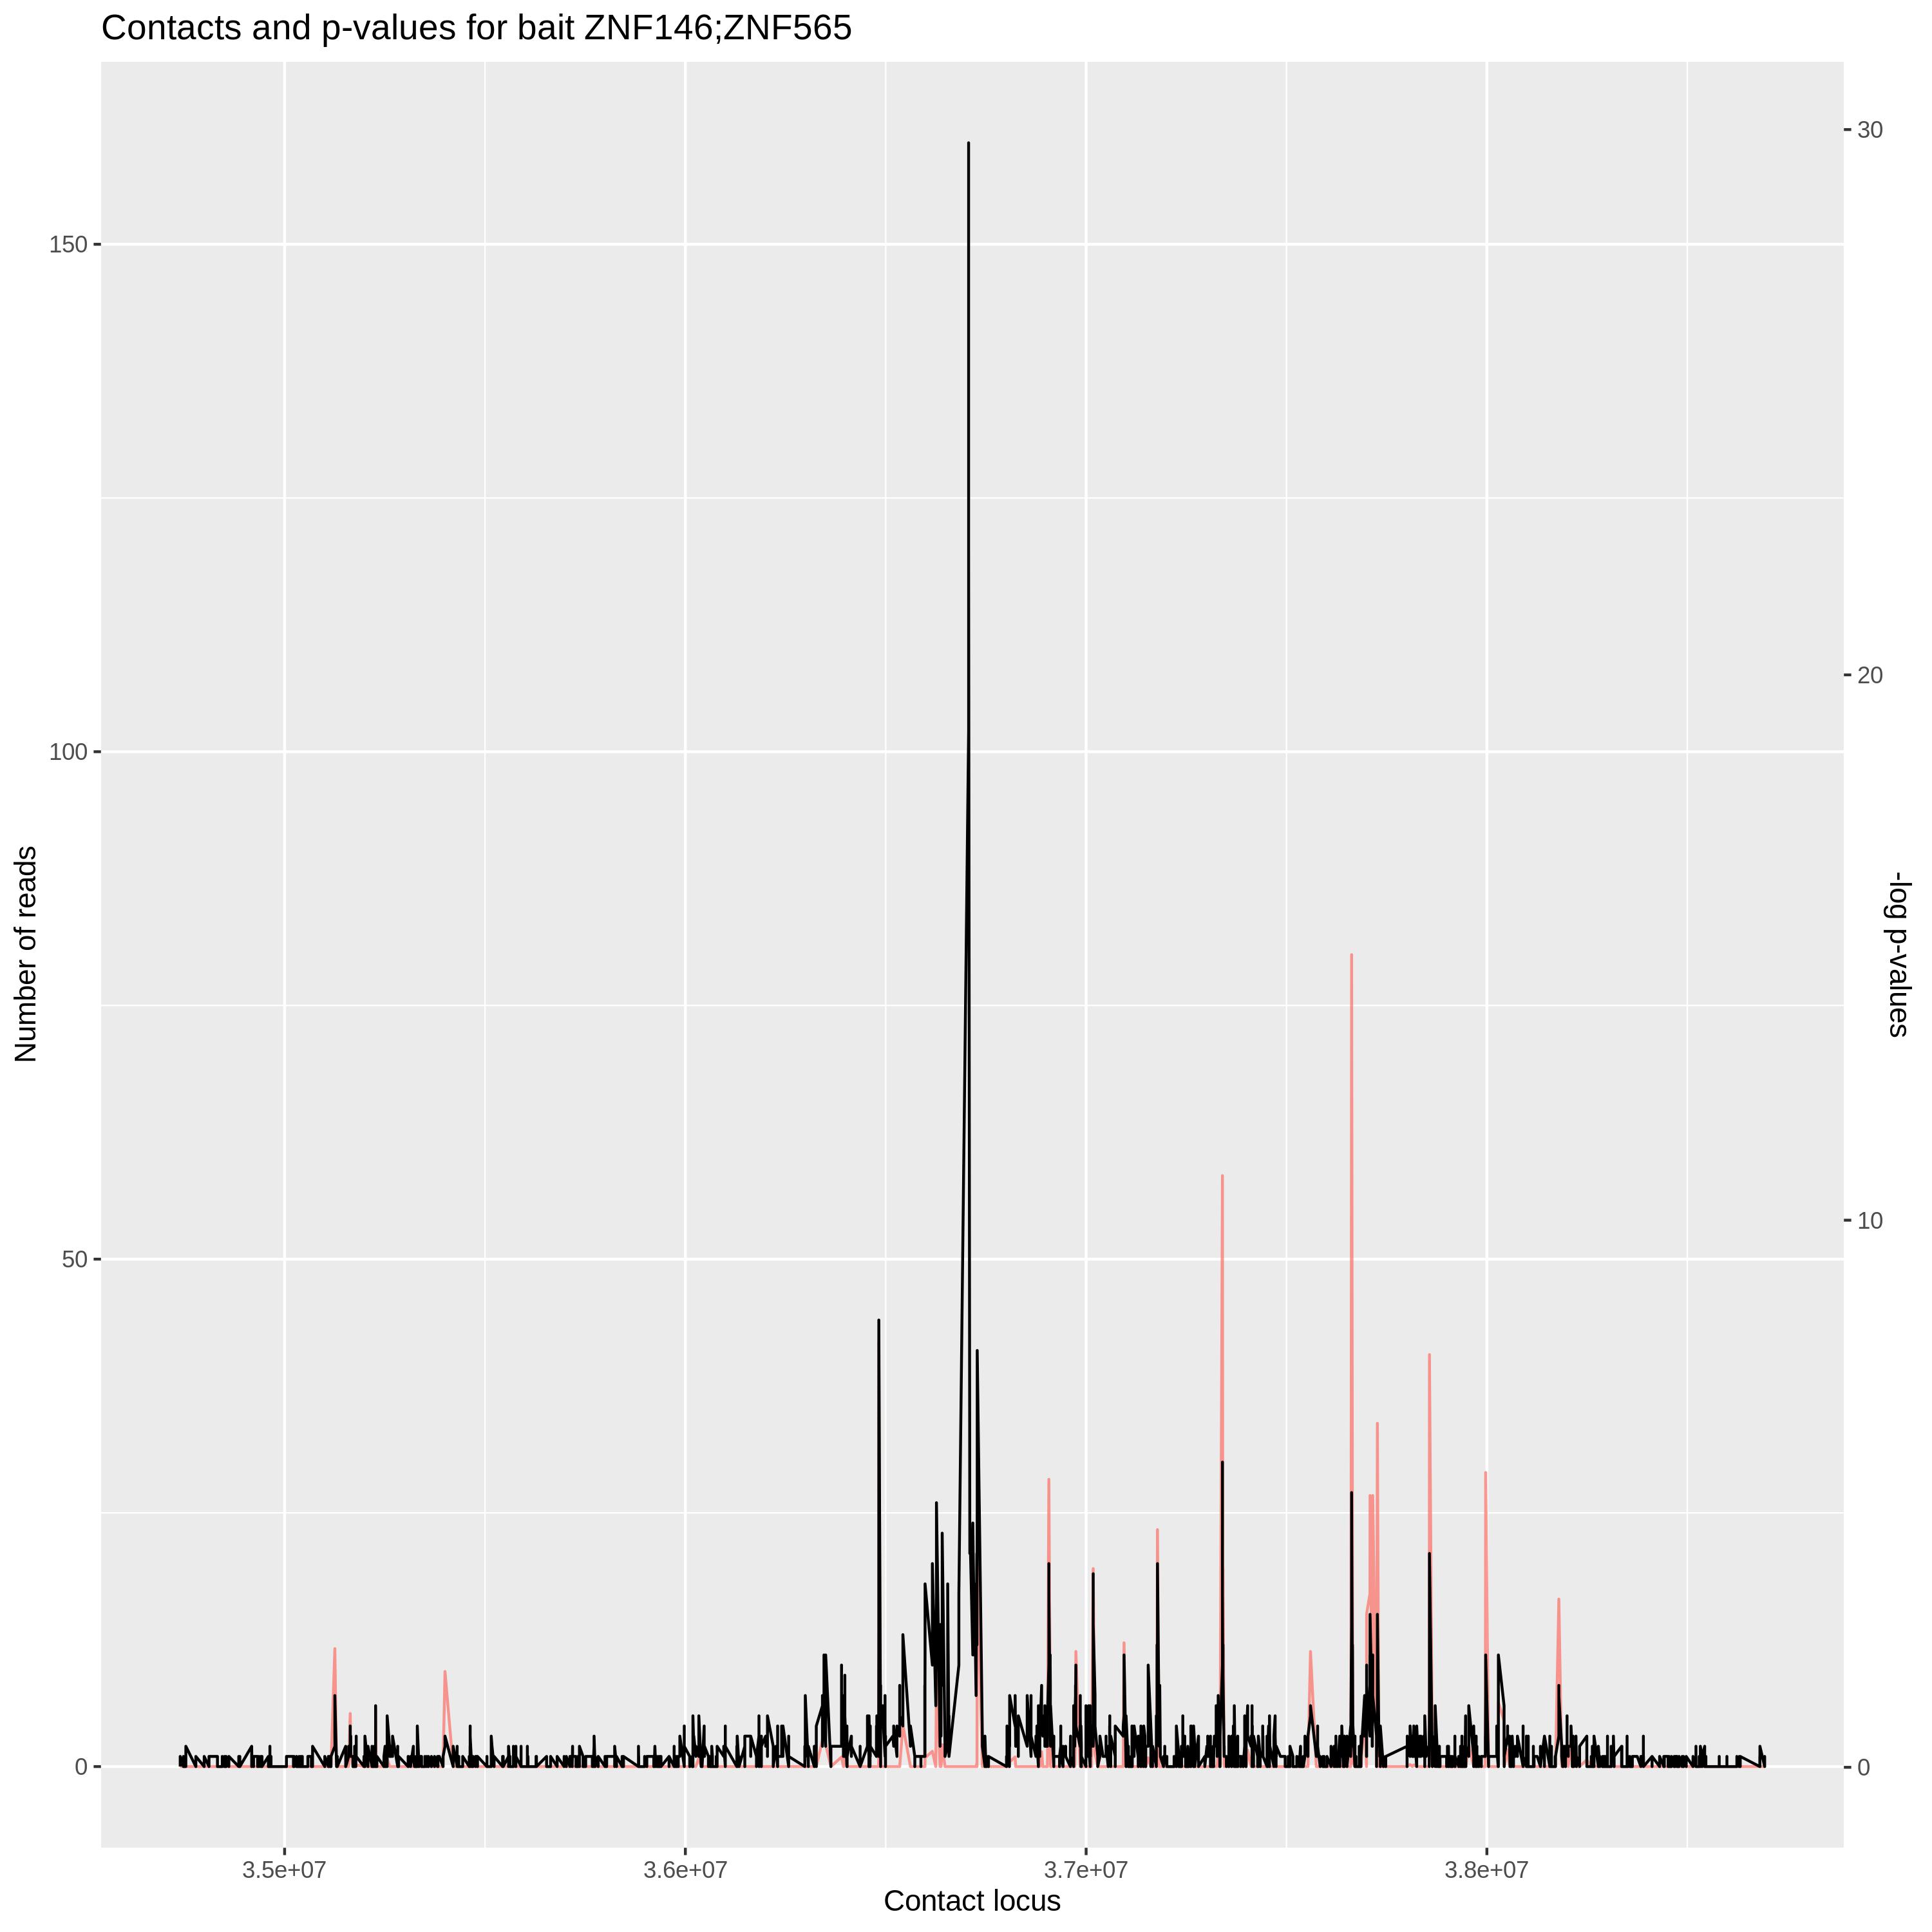 Contacts and p-values for bait ZNF146;ZNF565
150
100
50
0
Number of reads
30
20
10
0
-log p-values
3.5e+07
3.6e+07
3.7e+07
3.8e+07
Contact locus